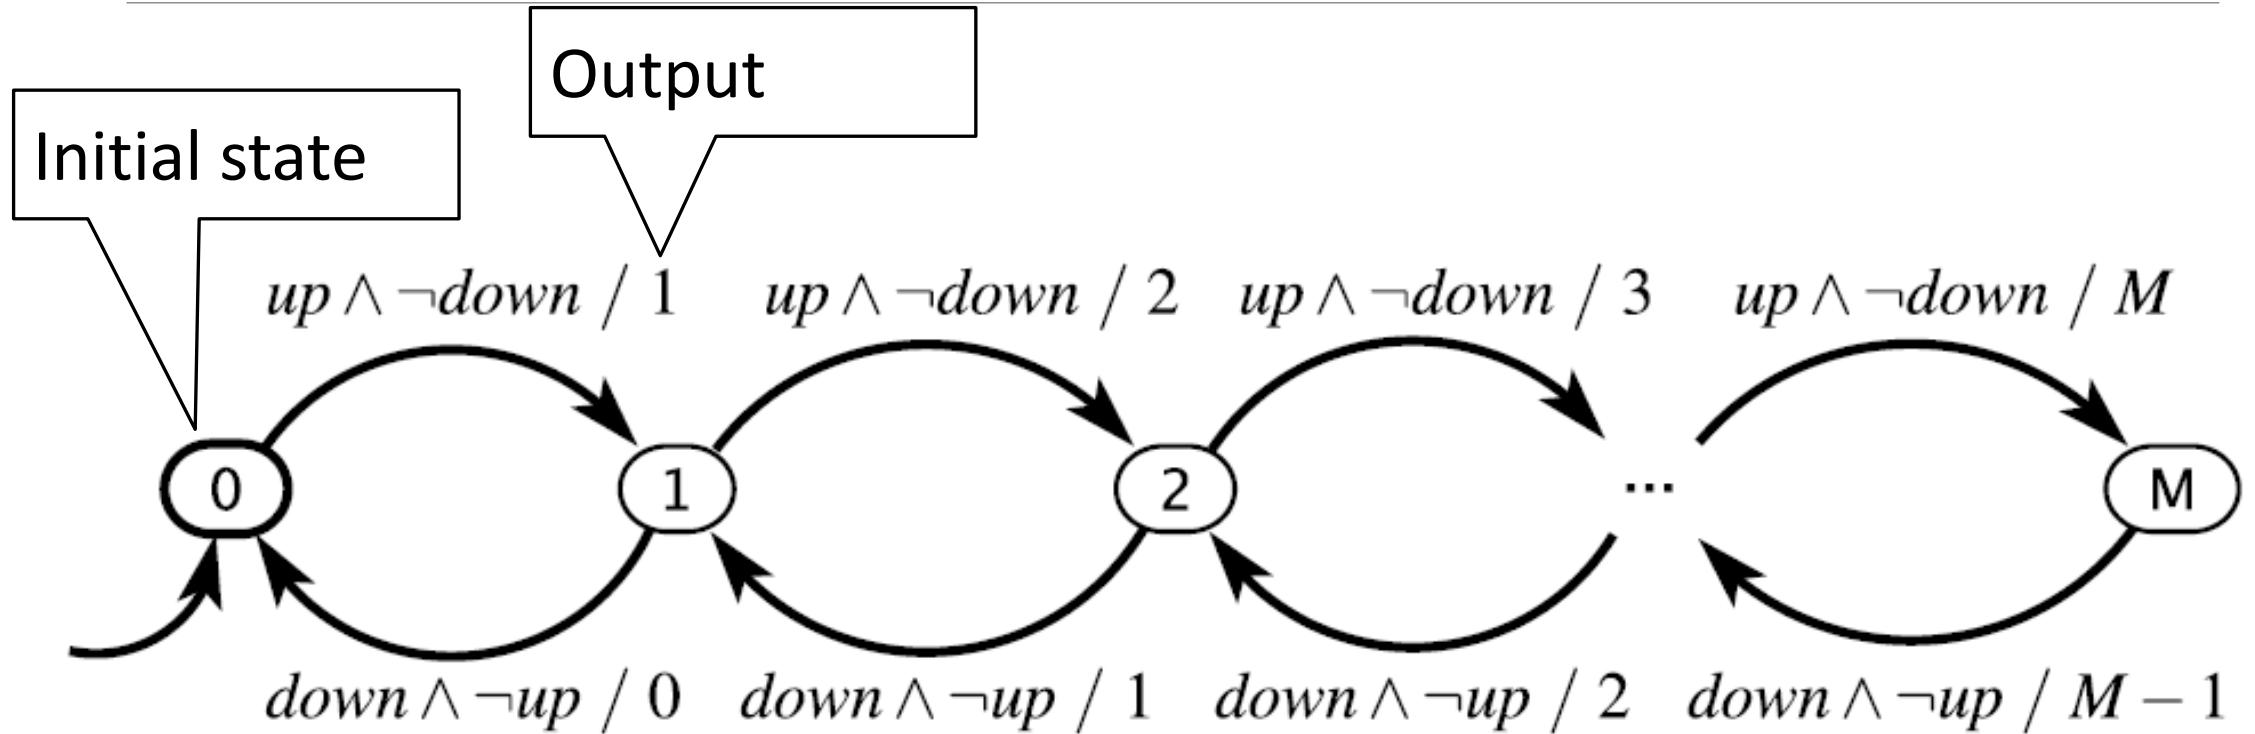 Output
Initial state
up ∧ ¬down / 1
up ∧ ¬down / 2
up ∧ ¬down / 3
up ∧ ¬down / M
0
1
2
...
M
down ∧ ¬up / 0
down ∧ ¬up / 1
down ∧ ¬up / 2
down ∧ ¬up / M − 1